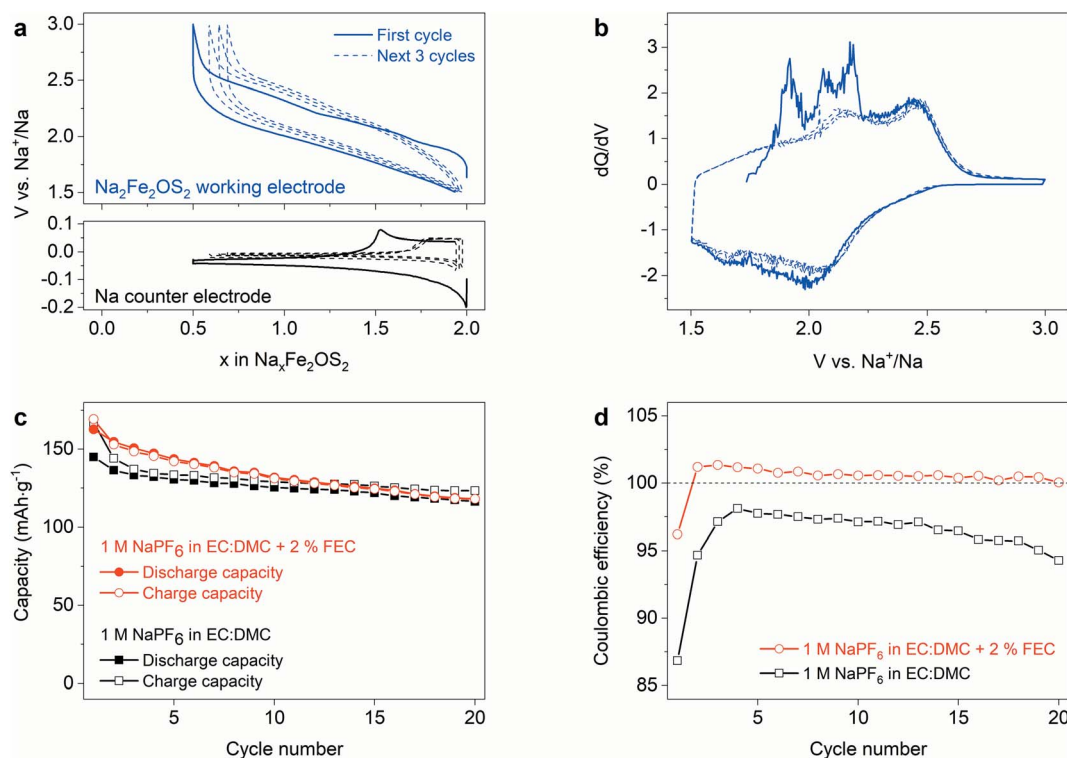 a
3.0
2.5
2.0
1.5
V vs. Na⁺/Na
First cycle
Next 3 cycles
Na₂Fe₂OS₂ working electrode
0.1
0.0
-0.1
-0.2
Na counter electrode
0.0 0.5 1.0 1.5 2.0
x in NaₓFe₂OS₂
b
3
2
1
0
-1
-2
dQ/dV
1.5 2.0 2.5 3.0
V vs. Na⁺/Na
c
150
100
50
0
Capacity (mAh·g⁻¹)
1 M NaPF₆ in EC:DMC + 2 % FEC
Discharge capacity
Charge capacity
1 M NaPF₆ in EC:DMC
Discharge capacity
Charge capacity
5 10 15 20
Cycle number
d
105
100
95
90
85
Coulombic efficiency (%)
1 M NaPF₆ in EC:DMC + 2 % FEC
1 M NaPF₆ in EC:DMC
5 10 15 20
Cycle number